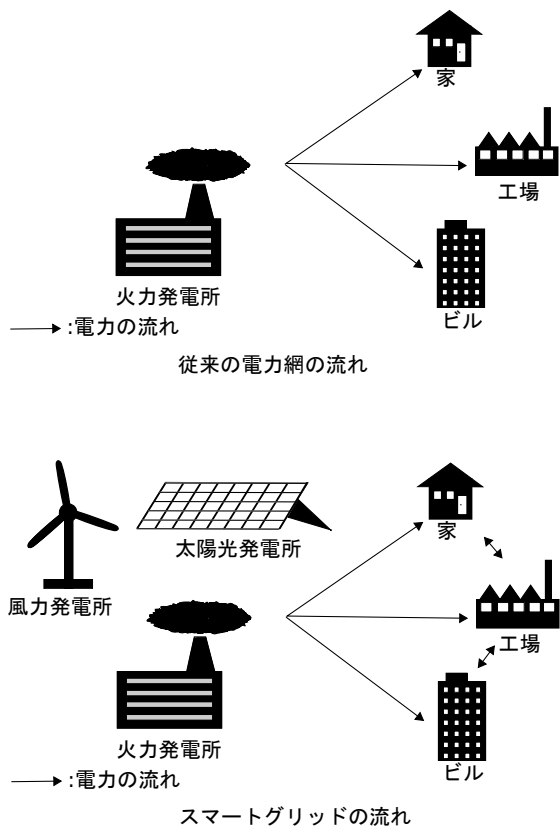 家
工場
火力発電所
ビル
:電力の流れ
従来の電力網の流れ
太陽光発電所
家
風力発電所
工場
火力発電所
ビル
:電力の流れ
スマートグリッドの流れ